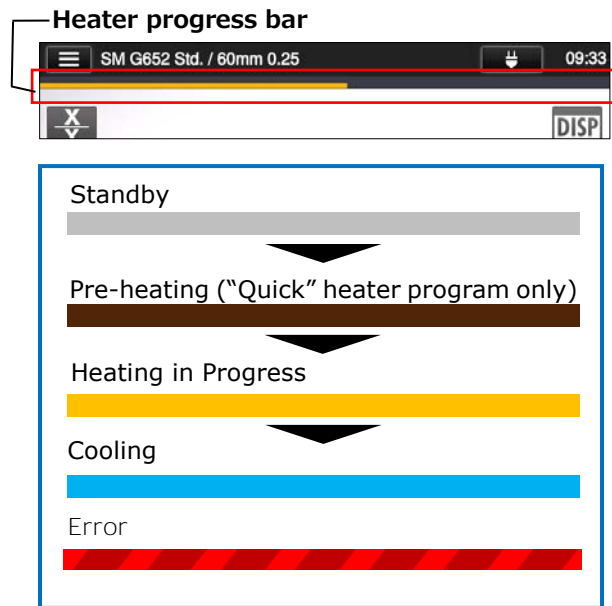 Heater progress bar
SM G652 Std. / 60mm 0.25
09:33
X
Y
DISP
Standby
Pre-heating (“Quick” heater program only)
Heating in Progress
Cooling
Error